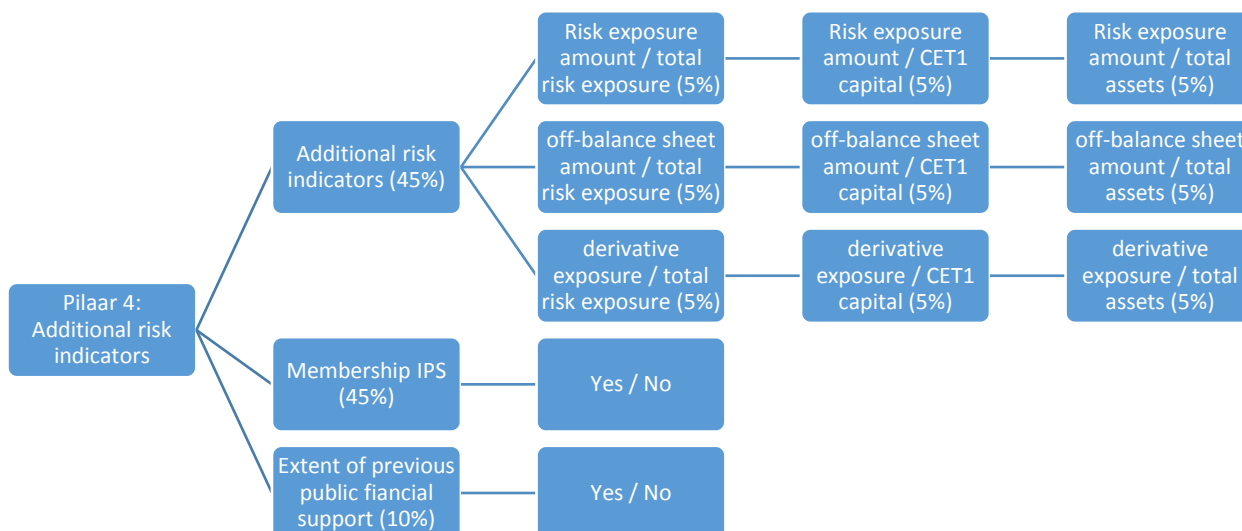 Pilaar 4:
Additional risk
indicators
Additional risk
indicators (45%)
Risk exposure
amount / total
risk exposure (5%)
Risk exposure
amount / CET1
capital (5%)
Risk exposure
amount / total
assets (5%)
off-balance sheet
amount / total
risk exposure (5%)
off-balance sheet
amount / CET1
capital (5%)
off-balance sheet
amount / total
assets (5%)
derivative
exposure / total
risk exposure (5%)
derivative
exposure / CET1
capital (5%)
derivative
exposure / total
assets (5%)
Membership IPS
(45%)
Yes / No
Extent of previous
public fiancial
support (10%)
Yes / No